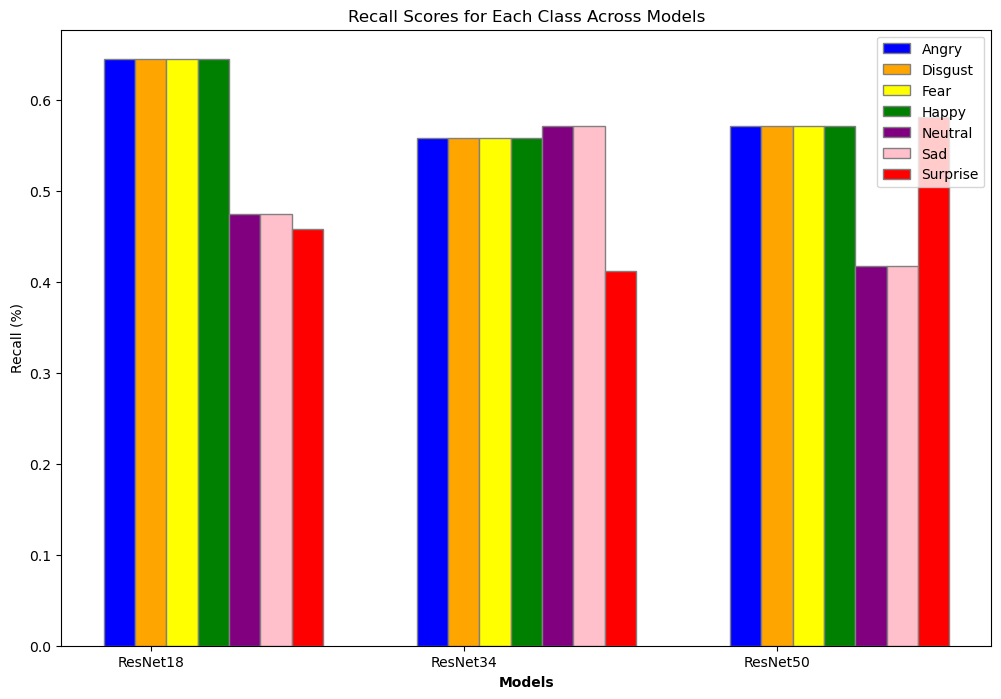 Recall Scores for Each Class Across Models
Angry
Disgust
Fear
Happy
Neutral
Sad
Surprise
Recall (%)
0.6
0.5
0.4
0.3
0.2
0.1
0.0
ResNet18
ResNet34
ResNet50
Models